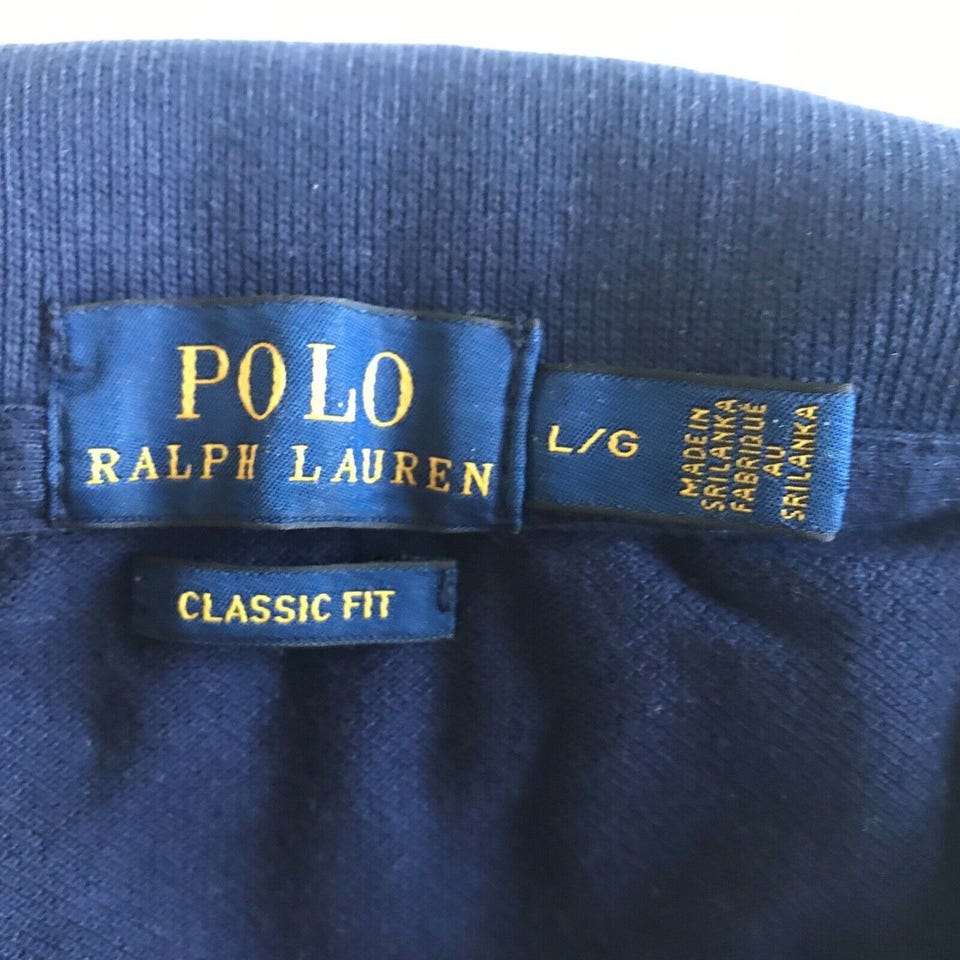 POLO
RALPH LAUREN
L/G
MADE IN
SRI LANKA
FABRIQUÉ
AU
SRI LANKA
CLASSIC FIT